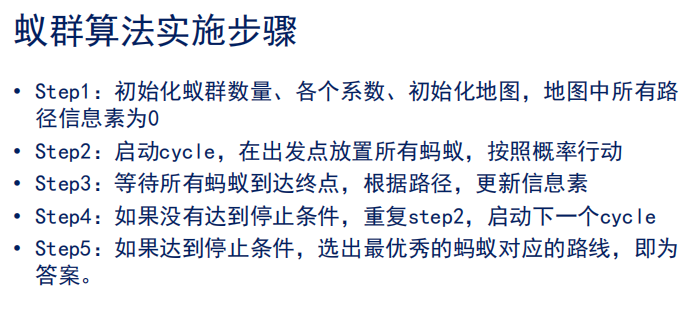 蚁群算法实施步骤
• Step1：初始化蚁群数量、各个系数、初始化地图，地图中所有路
径信息素为0
• Step2：启动cycle，在出发点放置所有蚂蚁，按照概率行动
• Step3：等待所有蚂蚁到达终点，根据路径，更新信息素
• Step4：如果没有达到停止条件，重复step2，启动下一个cycle
• Step5：如果达到停止条件，选出最优秀的蚂蚁对应的路线，即为
答案。